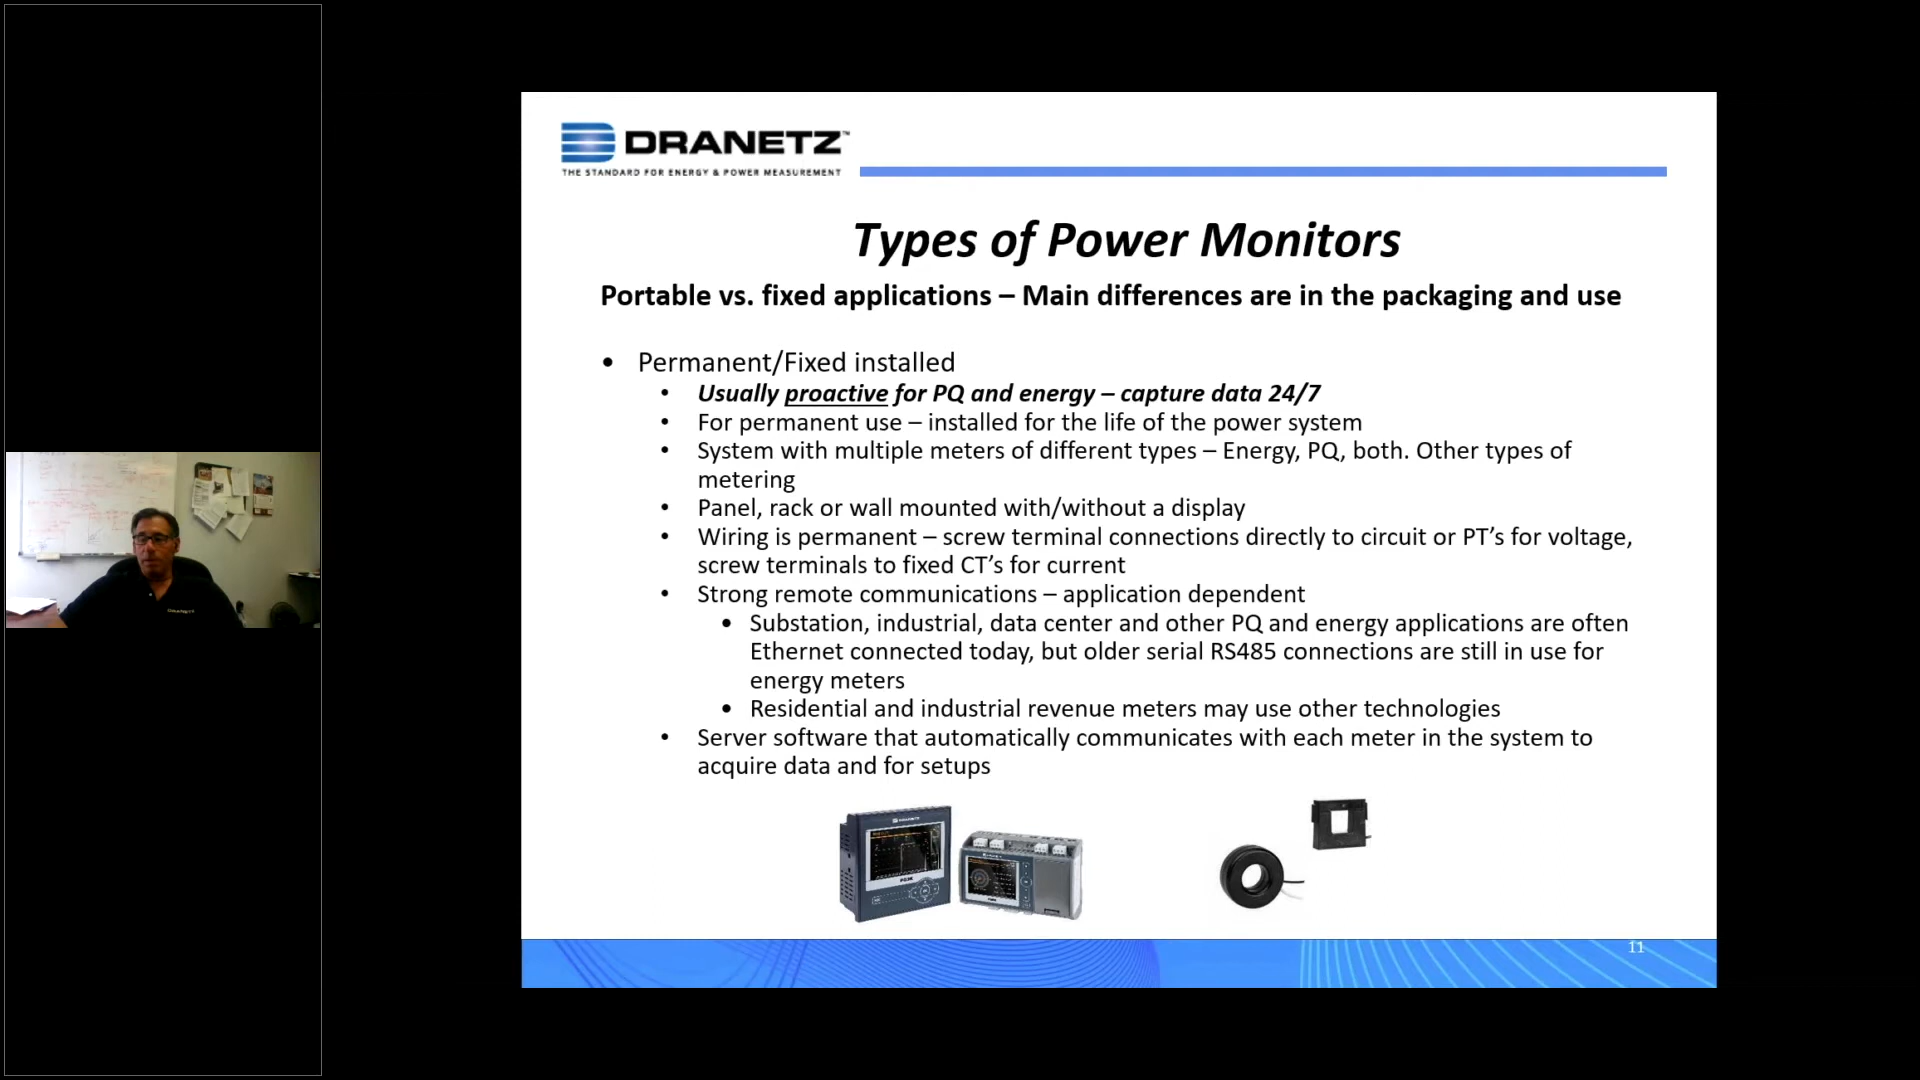 DRANETZ™
THE STANDARD FOR ENERGY & POWER MEASUREMENT
Types of Power Monitors
Portable vs. fixed applications – Main differences are in the packaging and use
• Permanent/Fixed installed
• Usually proactive for PQ and energy – capture data 24/7
• For permanent use – installed for the life of the power system
• System with multiple meters of different types – Energy, PQ, both. Other types of
metering
• Panel, rack or wall mounted with/without a display
• Wiring is permanent – screw terminal connections directly to circuit or PT’s for voltage,
screw terminals to fixed CT’s for current
• Strong remote communications – application dependent
• Substation, industrial, data center and other PQ and energy applications are often
Ethernet connected today, but older serial RS485 connections are still in use for
energy meters
• Residential and industrial revenue meters may use other technologies
• Server software that automatically communicates with each meter in the system to
acquire data and for setups
DRANETZ
11
DRANETZ